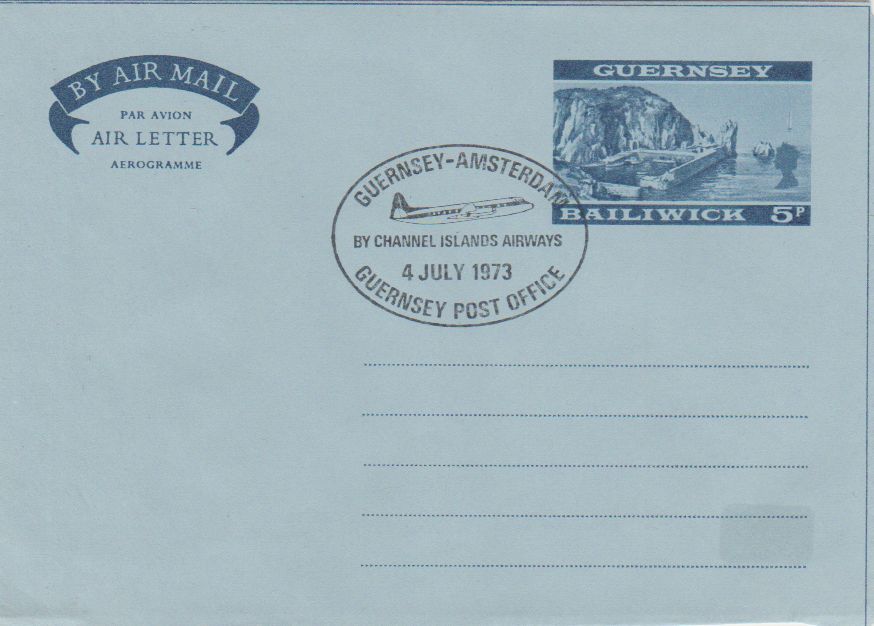 BY AIR MAIL
PAR AVION
AIR LETTER
AEROGRAMME
GUERNSEY
BAILIWICK 5P
GUERNSEY-AMSTERDAM
BY CHANNEL ISLANDS AIRWAYS
4 JULY 1973
GUERNSEY POST OFFICE